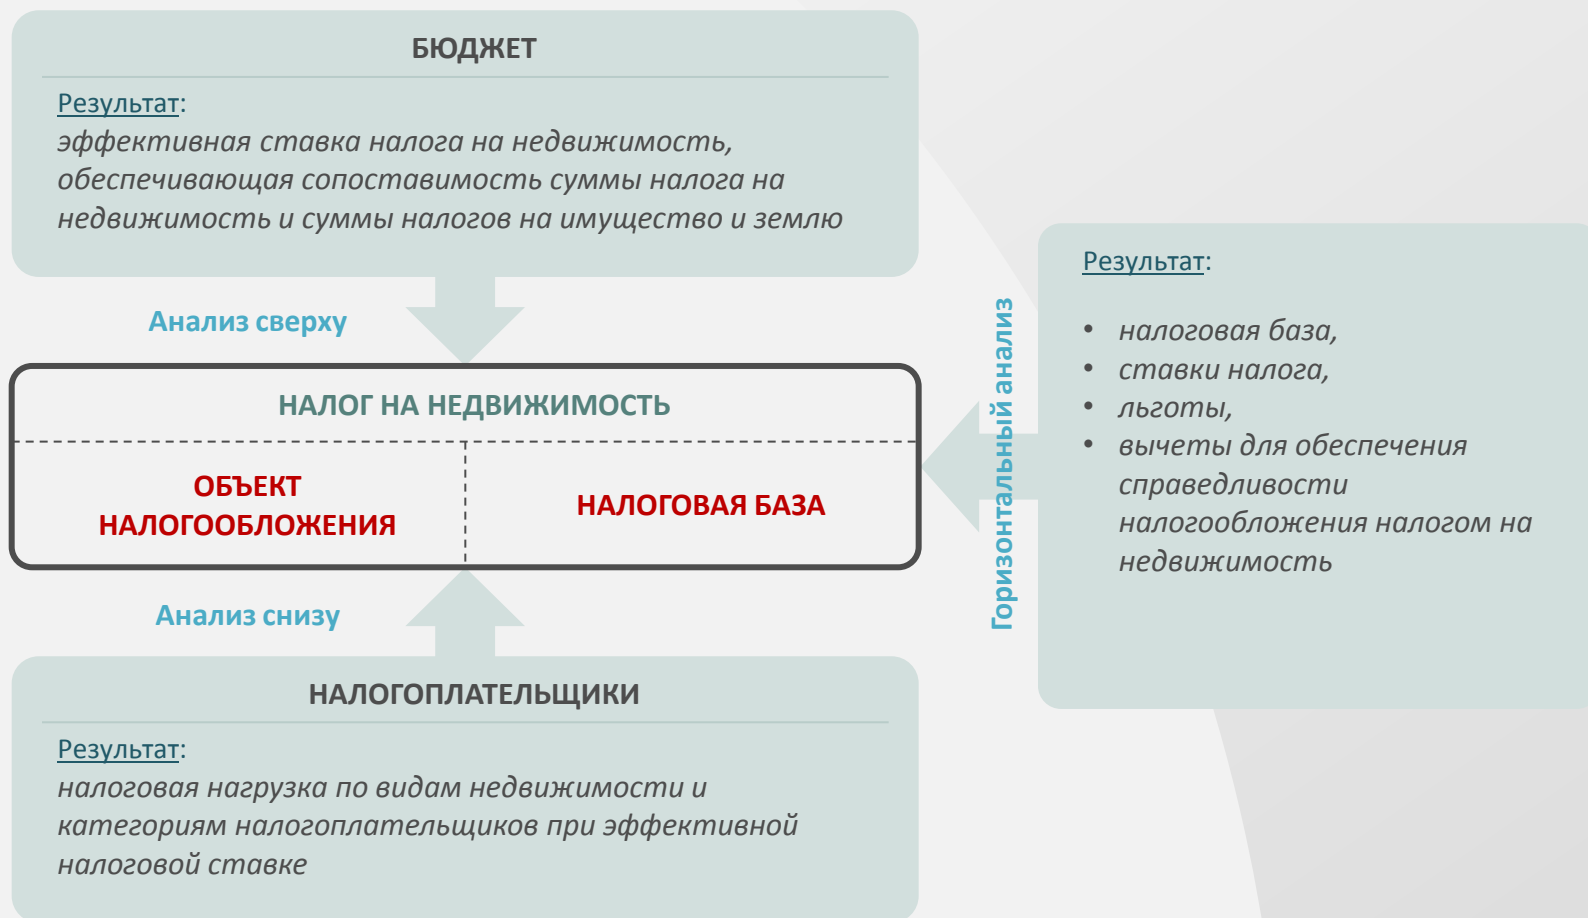 БЮДЖЕТ
Результат:
эффективная ставка налога на недвижимость,
обеспечивающая сопоставимость суммы налога на
недвижимость и суммы налогов на имущество и землю
Анализ сверху
НАЛОГ НА НЕДВИЖИМОСТЬ
ОБЪЕКТ
НАЛОГООБЛОЖЕНИЯ
НАЛОГОВАЯ БАЗА
Анализ снизу
НАЛОГОПЛАТЕЛЬЩИКИ
Результат:
налоговая нагрузка по видам недвижимости и
категориям налогоплательщиков при эффективной
налоговой ставке
Горизонтальный анализ
Результат:
• налоговая база,
• ставки налога,
• льготы,
• вычеты для обеспечения
справедливости
налогообложения налогом на
недвижимость